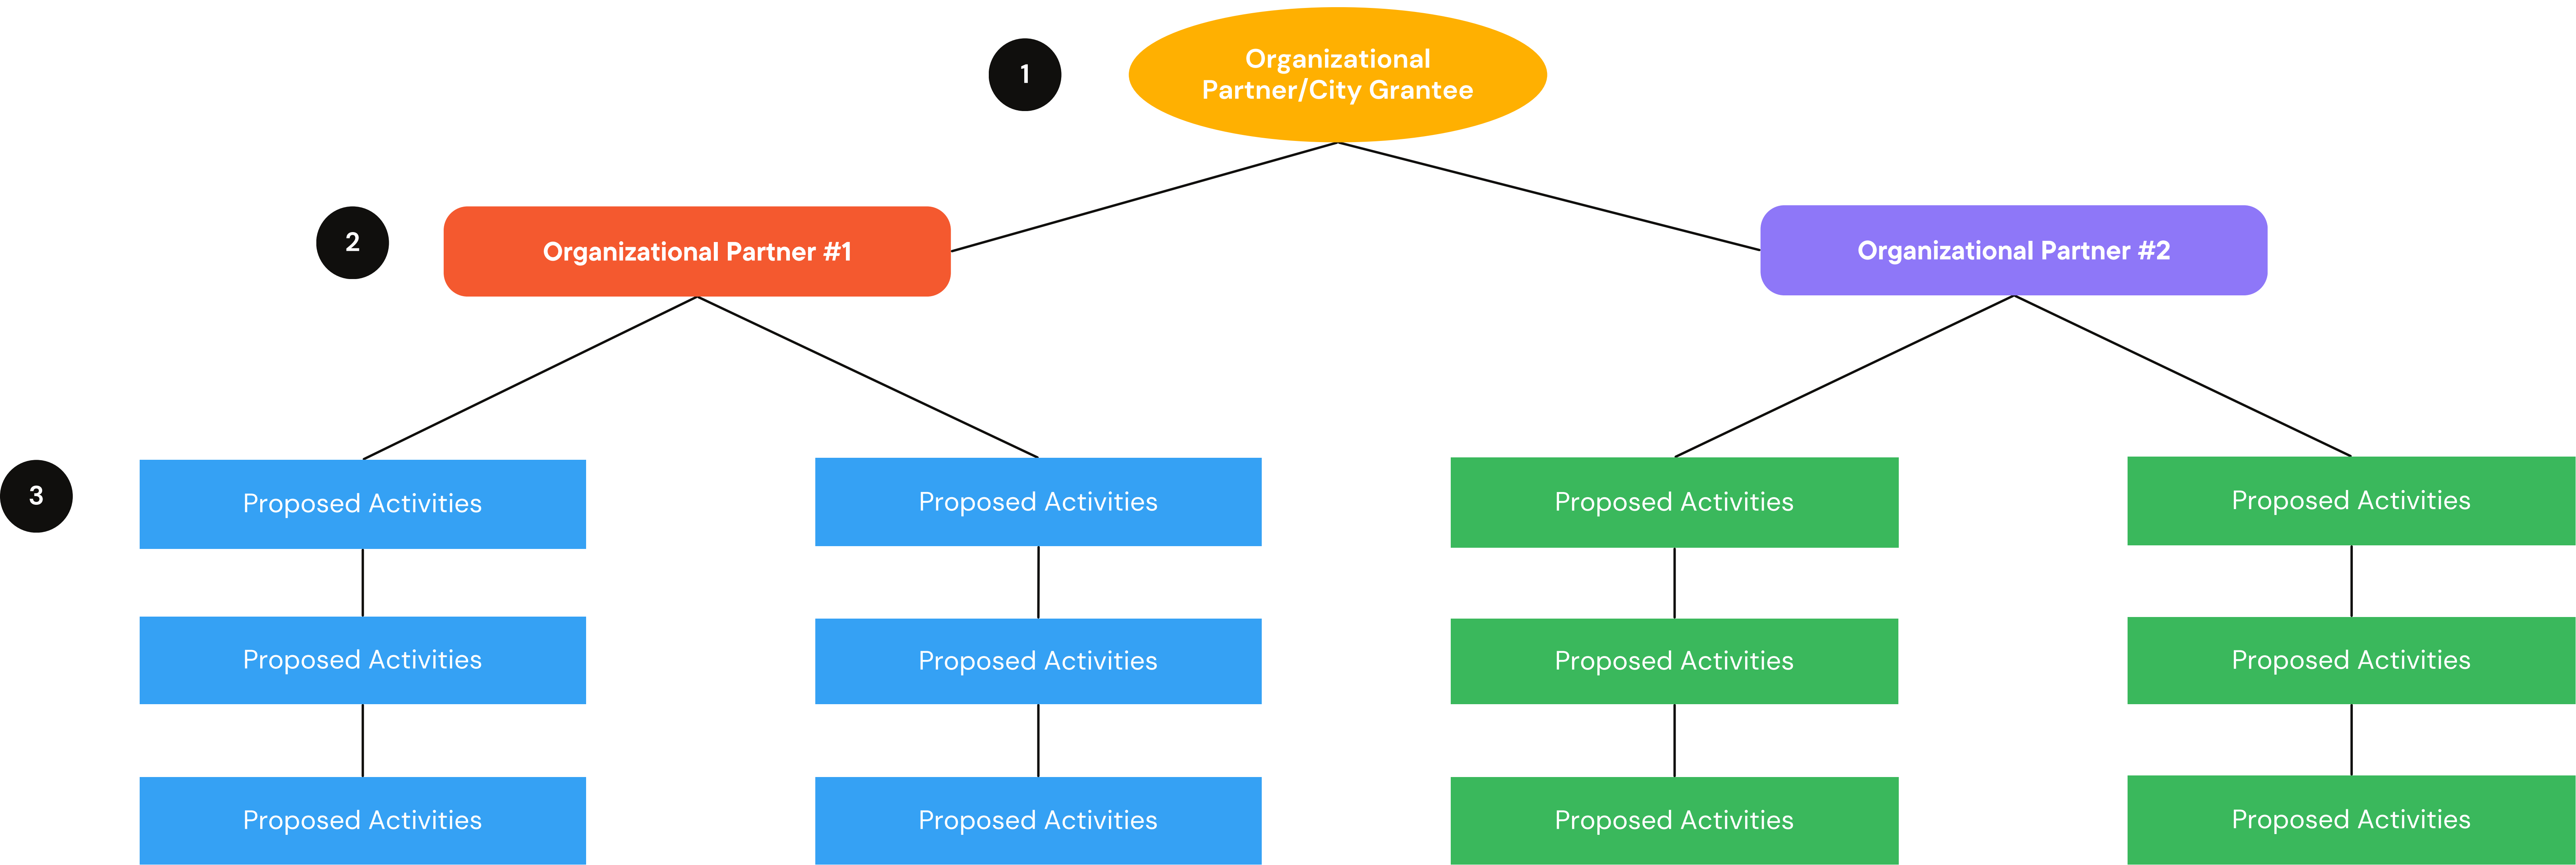 1
Organizational
Partner/City Grantee
2
Organizational Partner #1
Organizational Partner #2
3
Proposed Activities
Proposed Activities
Proposed Activities
Proposed Activities
Proposed Activities
Proposed Activities
Proposed Activities
Proposed Activities
Proposed Activities
Proposed Activities
Proposed Activities
Proposed Activities